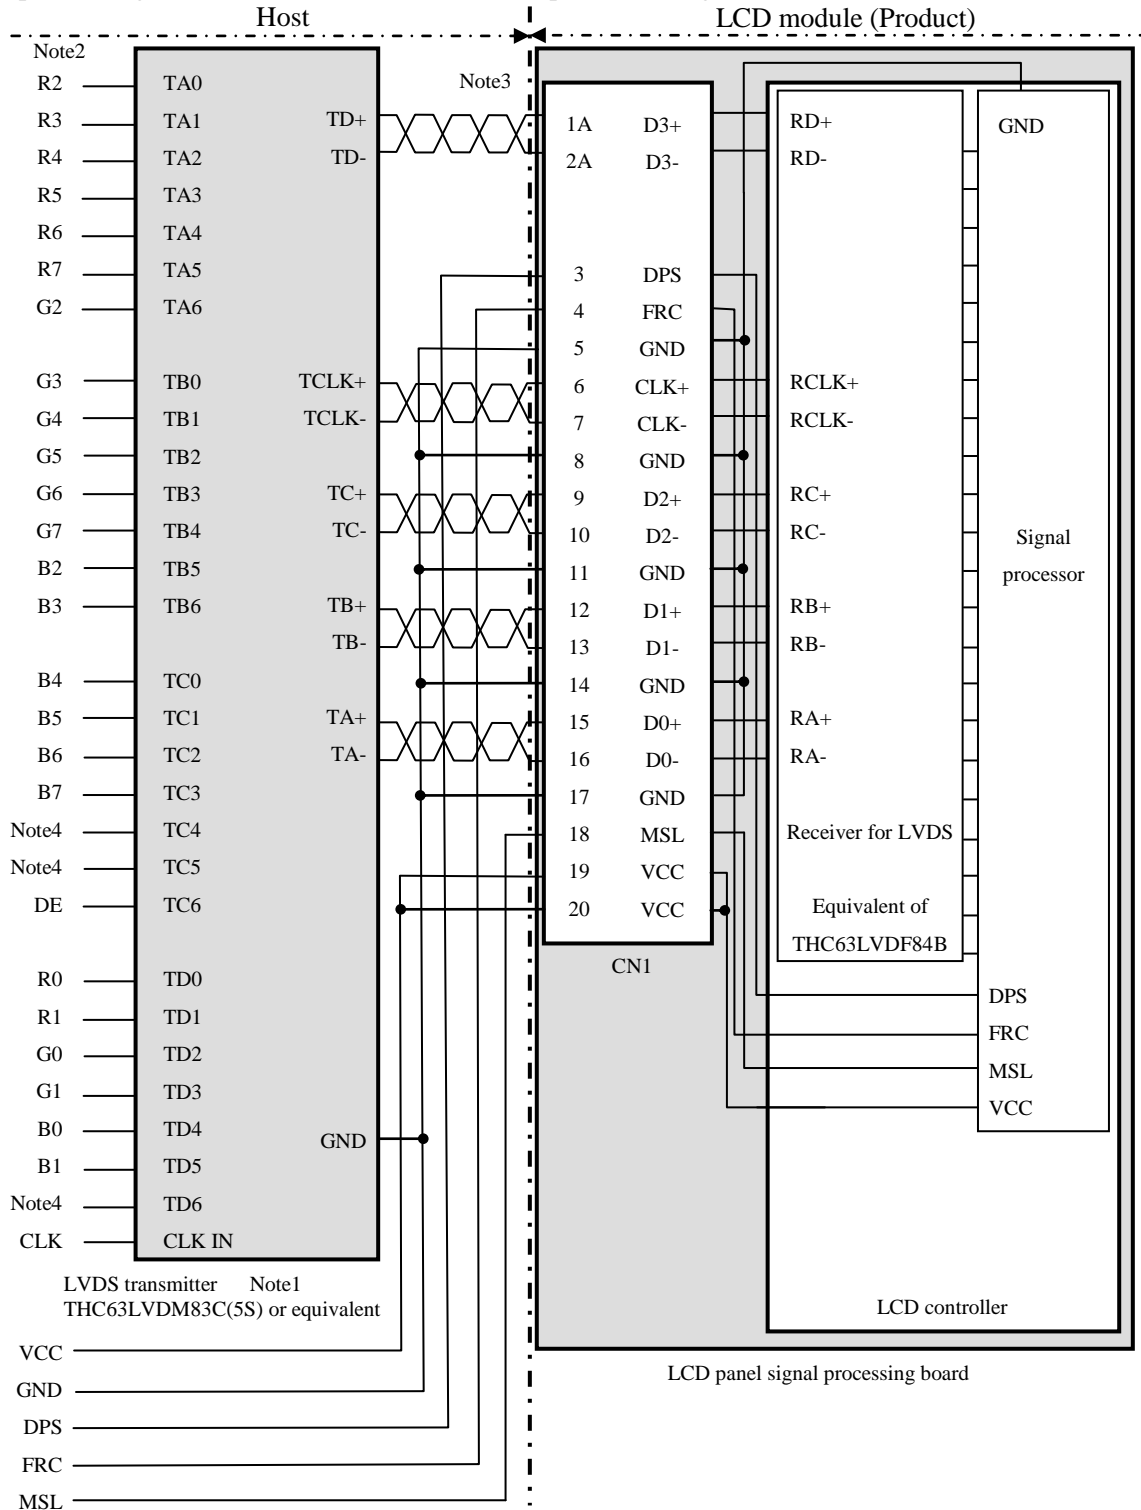 Host
LCD module (Product)
Note2
R2 TA0
R3 TA1
R4 TA2
R5 TA3
R6 TA4
R7 TA5
G2 TA6
G3 TB0
G4 TB1
G5 TB2
G6 TB3
G7 TB4
B2 TB5
B3 TB6
B4 TC0
B5 TC1
B6 TC2
B7 TC3
Note4 TC4
Note4 TC5
DE TC6
R0 TD0
R1 TD1
G0 TD2
G1 TD3
B0 TD4
B1 TD5
Note4 TD6
CLK CLK IN
TD+
TD-
TCLK+
TCLK-
TC+
TC-
TB+
TB-
TA+
TA-
GND
LVDS transmitter Note1
THC63LVDM83C(5S) or equivalent
VCC
GND
DPS
FRC
MSL
Note3
1A D3+
2A D3-
3 DPS
4 FRC
5 GND
6 CLK+
7 CLK-
8 GND
9 D2+
10 D2-
11 GND
12 D1+
13 D1-
14 GND
15 D0+
16 D0-
17 GND
18 MSL
19 VCC
20 VCC
CN1
RD+
RD-
RCLK+
RCLK-
RC+
RC-
RB+
RB-
RA+
RA-
Receiver for LVDS
Equivalent of
THC63LVDF84B
GND
Signal
processor
DPS
FRC
MSL
VCC
LCD controller
LCD panel signal processing board